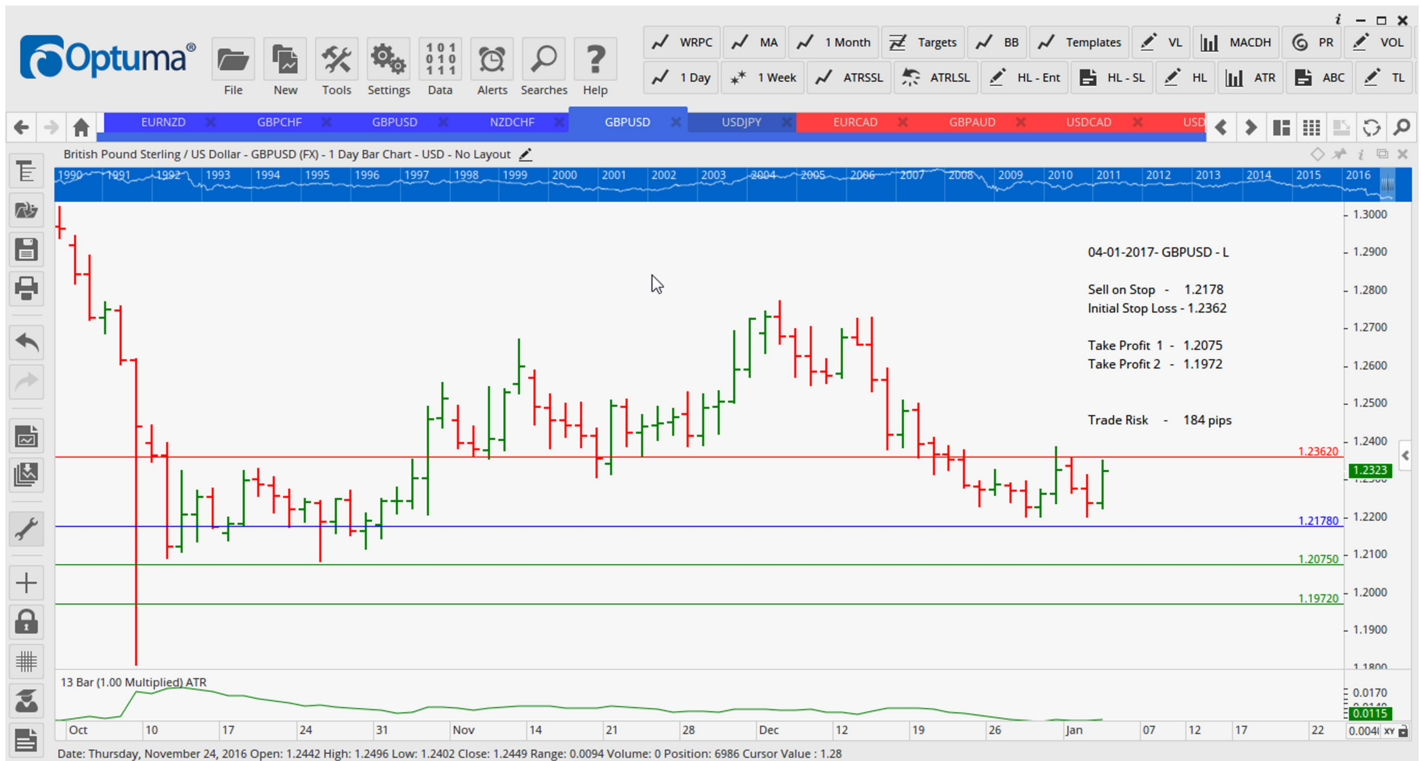 i
Optuma®
File New Tools Settings Data Alerts Searches Help
WRPC MA 1 Month Targets BB Templates VL MACDH PR VOL
1 Day 1 Week ATRSSL ATRLSL HL - Ent HL - SL HL ATR ABC TL
EURNZD GBPCHF GBPUSD NZDCHF GBPUSD USDJPY EURCAD GBPAUD USDCAD USD
British Pound Sterling / US Dollar - GBPUSD (FX) - 1 Day Bar Chart - USD - No Layout
1990 1991 1992 1993 1994 1995 1996 1997 1998 1999 2000 2001 2002 2003 2004 2005 2006 2007 2008 2009 2010 2011 2012 2013 2014 2015 2016
1.3000
04-01-2017- GBPUSD - L
1.2900
Sell on Stop - 1.2178
1.2800
Initial Stop Loss - 1.2362
1.2700
Take Profit 1 - 1.2075
Take Profit 2 - 1.1972
1.2600
1.2500
Trade Risk - 184 pips
1.2400
1.23620
1.2323
1.2200
1.21780
1.2100
1.20750
1.2000
1.19720
1.1900
1.1800
13 Bar (1.00 Multiplied) ATR
0.0170
0.0115
Oct 10 17 24 31 Nov 14 21 28 Dec 12 19 26 Jan 07 12 17 22 0.004 XY
Date: Thursday, November 24, 2016 Open: 1.2442 High: 1.2496 Low: 1.2402 Close: 1.2449 Range: 0.0094 Volume: 0 Position: 6986 Cursor Value : 1.28